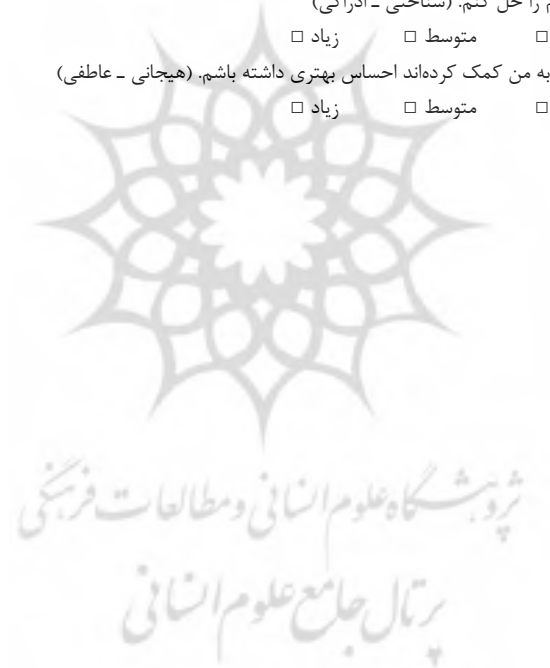 م را حل کنم. (شناختی ـ ادراکی)
□ متوسط □ زیاد □
به من کمک کرده‌اند احساس بهتری داشته باشم. (هیجانی ـ عاطفی)
□ متوسط □ زیاد □
پژوهشگاه علوم انسانی و مطالعات فرهنگی
پرتال جامع علوم انسانی